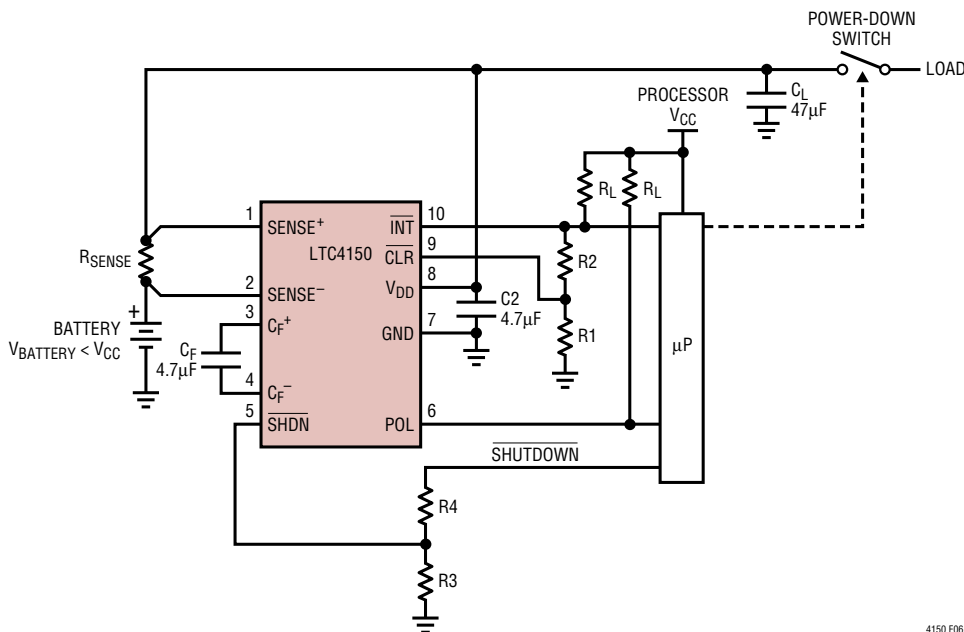 POWER-DOWN
SWITCH
LOAD
CL
47µF
PROCESSOR
VCC
RL
RL
1
SENSE+
INT
10
LTC4150
CLR
9
RSENSE
R2
2
SENSE–
VDD
8
C2
4.7µF
3
CF+
GND
7
R1
+
BATTERY
VBATTERY < VCC
CF
4.7µF
µP
4
CF–
5
SHDN
POL
6
SHUTDOWN
R4
R3
4150 F06